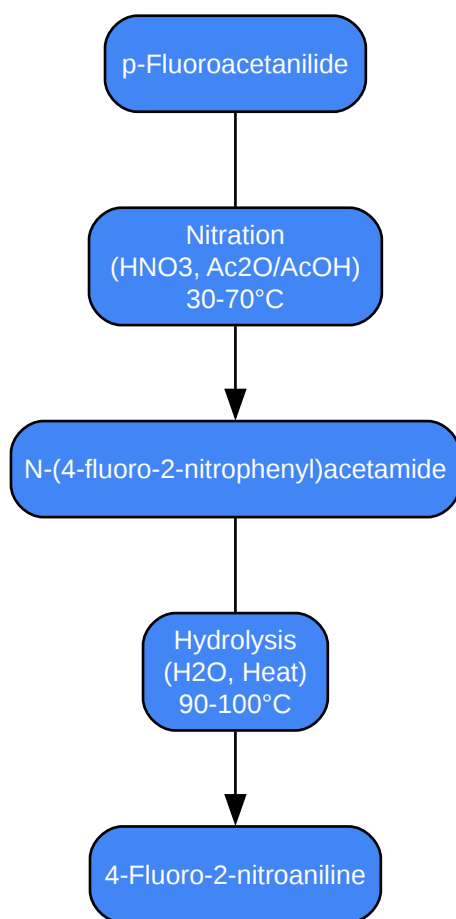 p-Fluoroacetanilide
Nitration
(HNO3, Ac2O/AcOH)
30-70°C
N-(4-fluoro-2-nitrophenyl)acetamide
Hydrolysis
(H2O, Heat)
90-100°C
4-Fluoro-2-nitroaniline